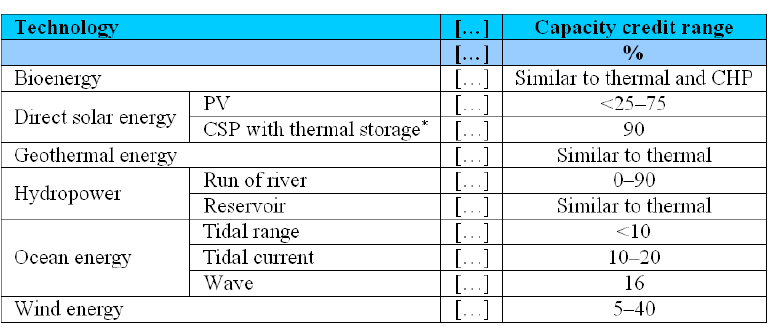 Technology […] Capacity credit range
[…] %
Bioenergy […] Similar to thermal and CHP
Direct solar energy PV […] <25–75
CSP with thermal storage* […] 90
Geothermal energy […] Similar to thermal
Hydropower Run of river […] 0–90
Reservoir […] Similar to thermal
Ocean energy Tidal range […] <10
Tidal current […] 10–20
Wave […] 16
Wind energy […] 5–40